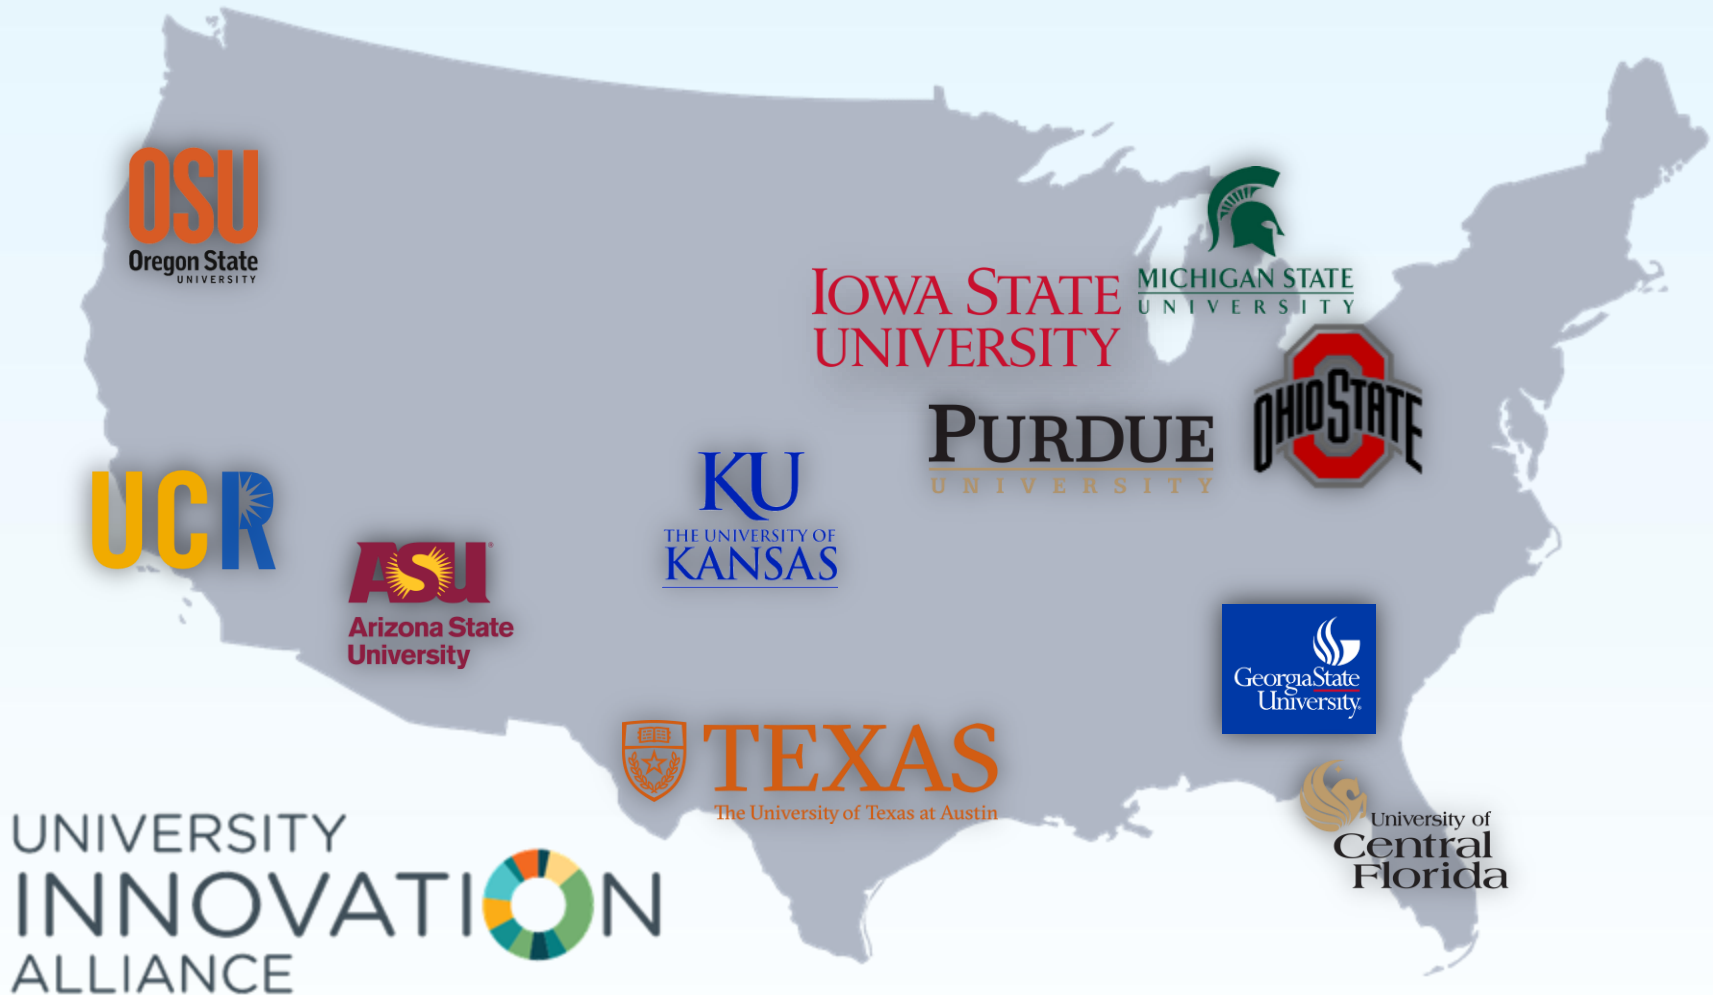 OSU
Oregon State
UNIVERSITY
MICHIGAN STATE
UNIVERSITY
IOWA STATE
UNIVERSITY
OHIO STATE
PURDUE
UNIVERSITY
KU
THE UNIVERSITY OF
KANSAS
UCR
ASU
Arizona State
University
GeorgiaState
University
TEXAS
The University of Texas at Austin
University of
Central
Florida
UNIVERSITY
INNOVATION
ALLIANCE